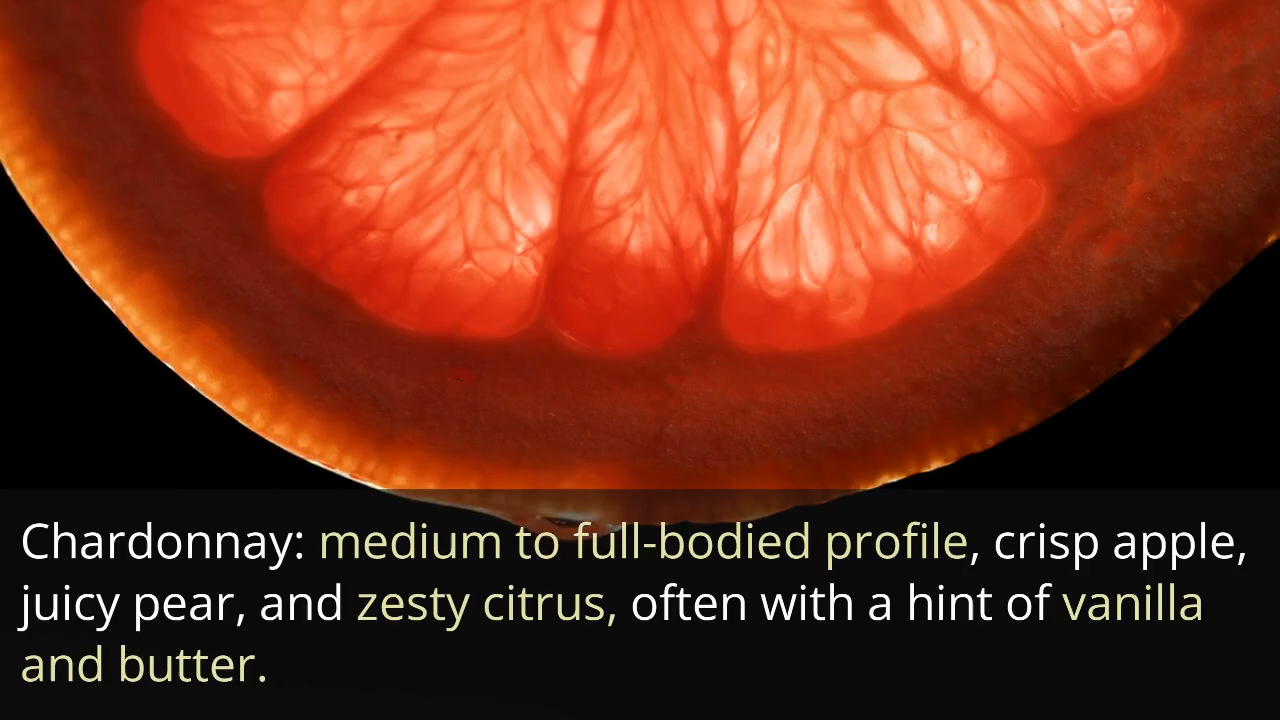 Chardonnay: medium to full-bodied profile, crisp apple,
juicy pear, and zesty citrus, often with a hint of vanilla
and butter.